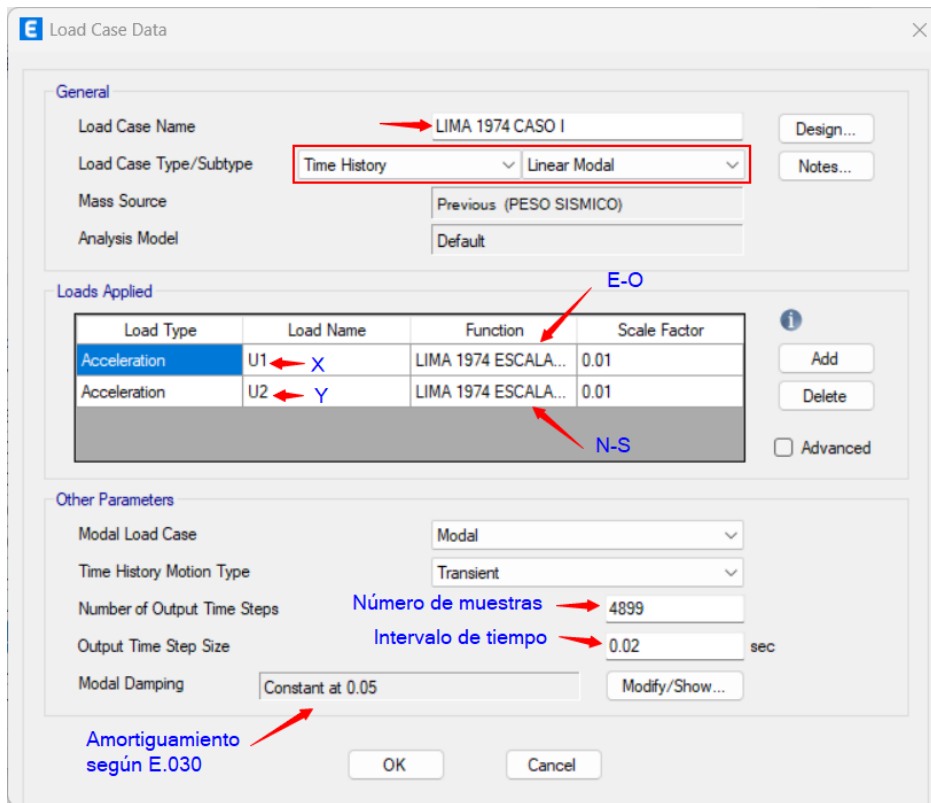 E Load Case Data
General
Load Case Name LIMA 1974 CASO I Design...
Load Case Type/Subtype Time History Linear Modal Notes...
Mass Source Previous (PESO SISMICO)
Analysis Model Default
E-O
Loads Applied
Load Type Load Name Function Scale Factor
Acceleration U1 X LIMA 1974 ESCALA... 0.01 Add
Acceleration U2 Y LIMA 1974 ESCALA... 0.01 Delete
N-S Advanced
Other Parameters
Modal Load Case Modal
Time History Motion Type Transient
Number of Output Time Steps Número de muestras 4899
Output Time Step Size Intervalo de tiempo 0.02 sec
Modal Damping Constant at 0.05 Modify/Show...
Amortiguamiento
según E.030
OK Cancel